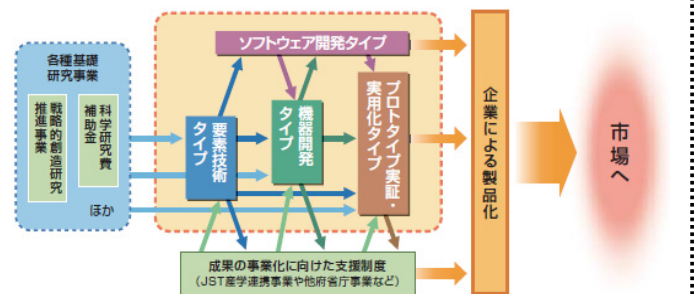 各種基礎
研究事業
戦略的創造研究
推進事業
科学研究費
補助金
ほか
ソフトウェア開発タイプ
要素技術
タイプ
機器開発
タイプ
プロトタイプ実証・
実用化タイプ
成果の事業化に向けた支援制度
(JST産学連携事業や他府省庁事業など)
企業による製品化
市場へ